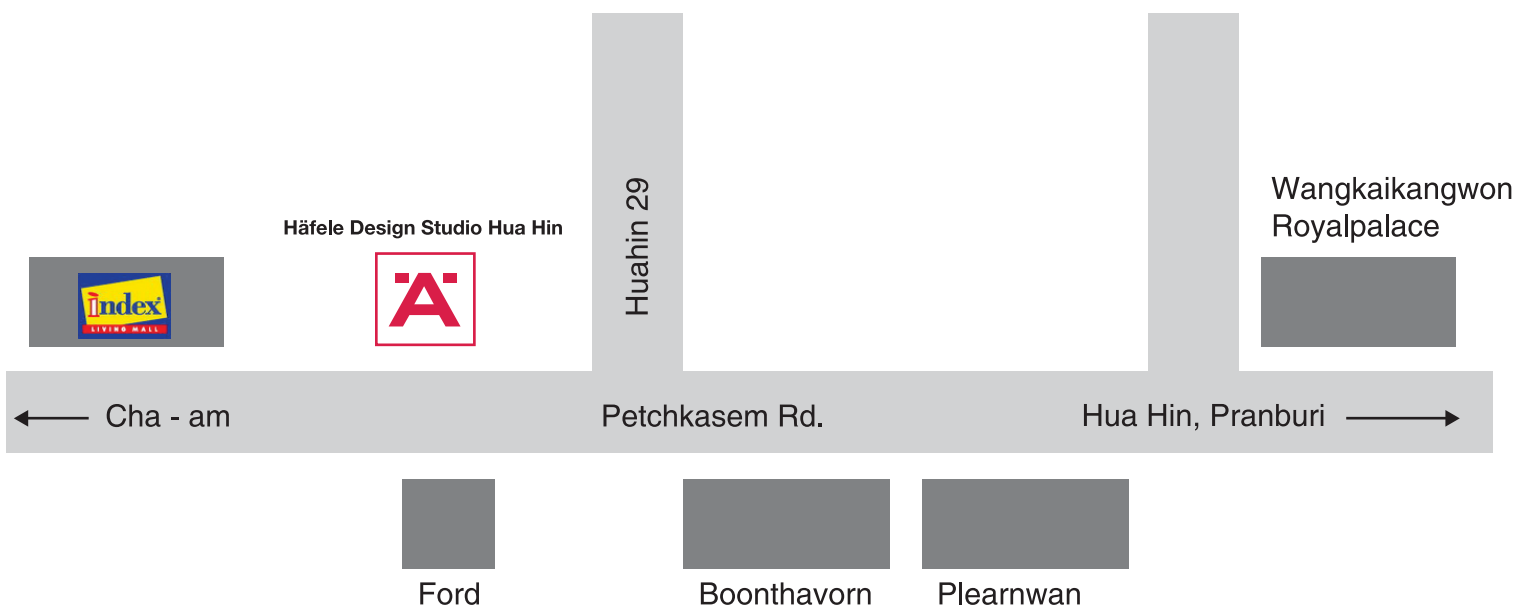 Wangkaikangwon
Royalpalace
Häfele Design Studio Hua Hin
Huahin 29
index
LIVING MALL
Ä
Cha - am
Petchkasem Rd.
Hua Hin, Pranburi
Ford
Boonthavorn
Plearnwan